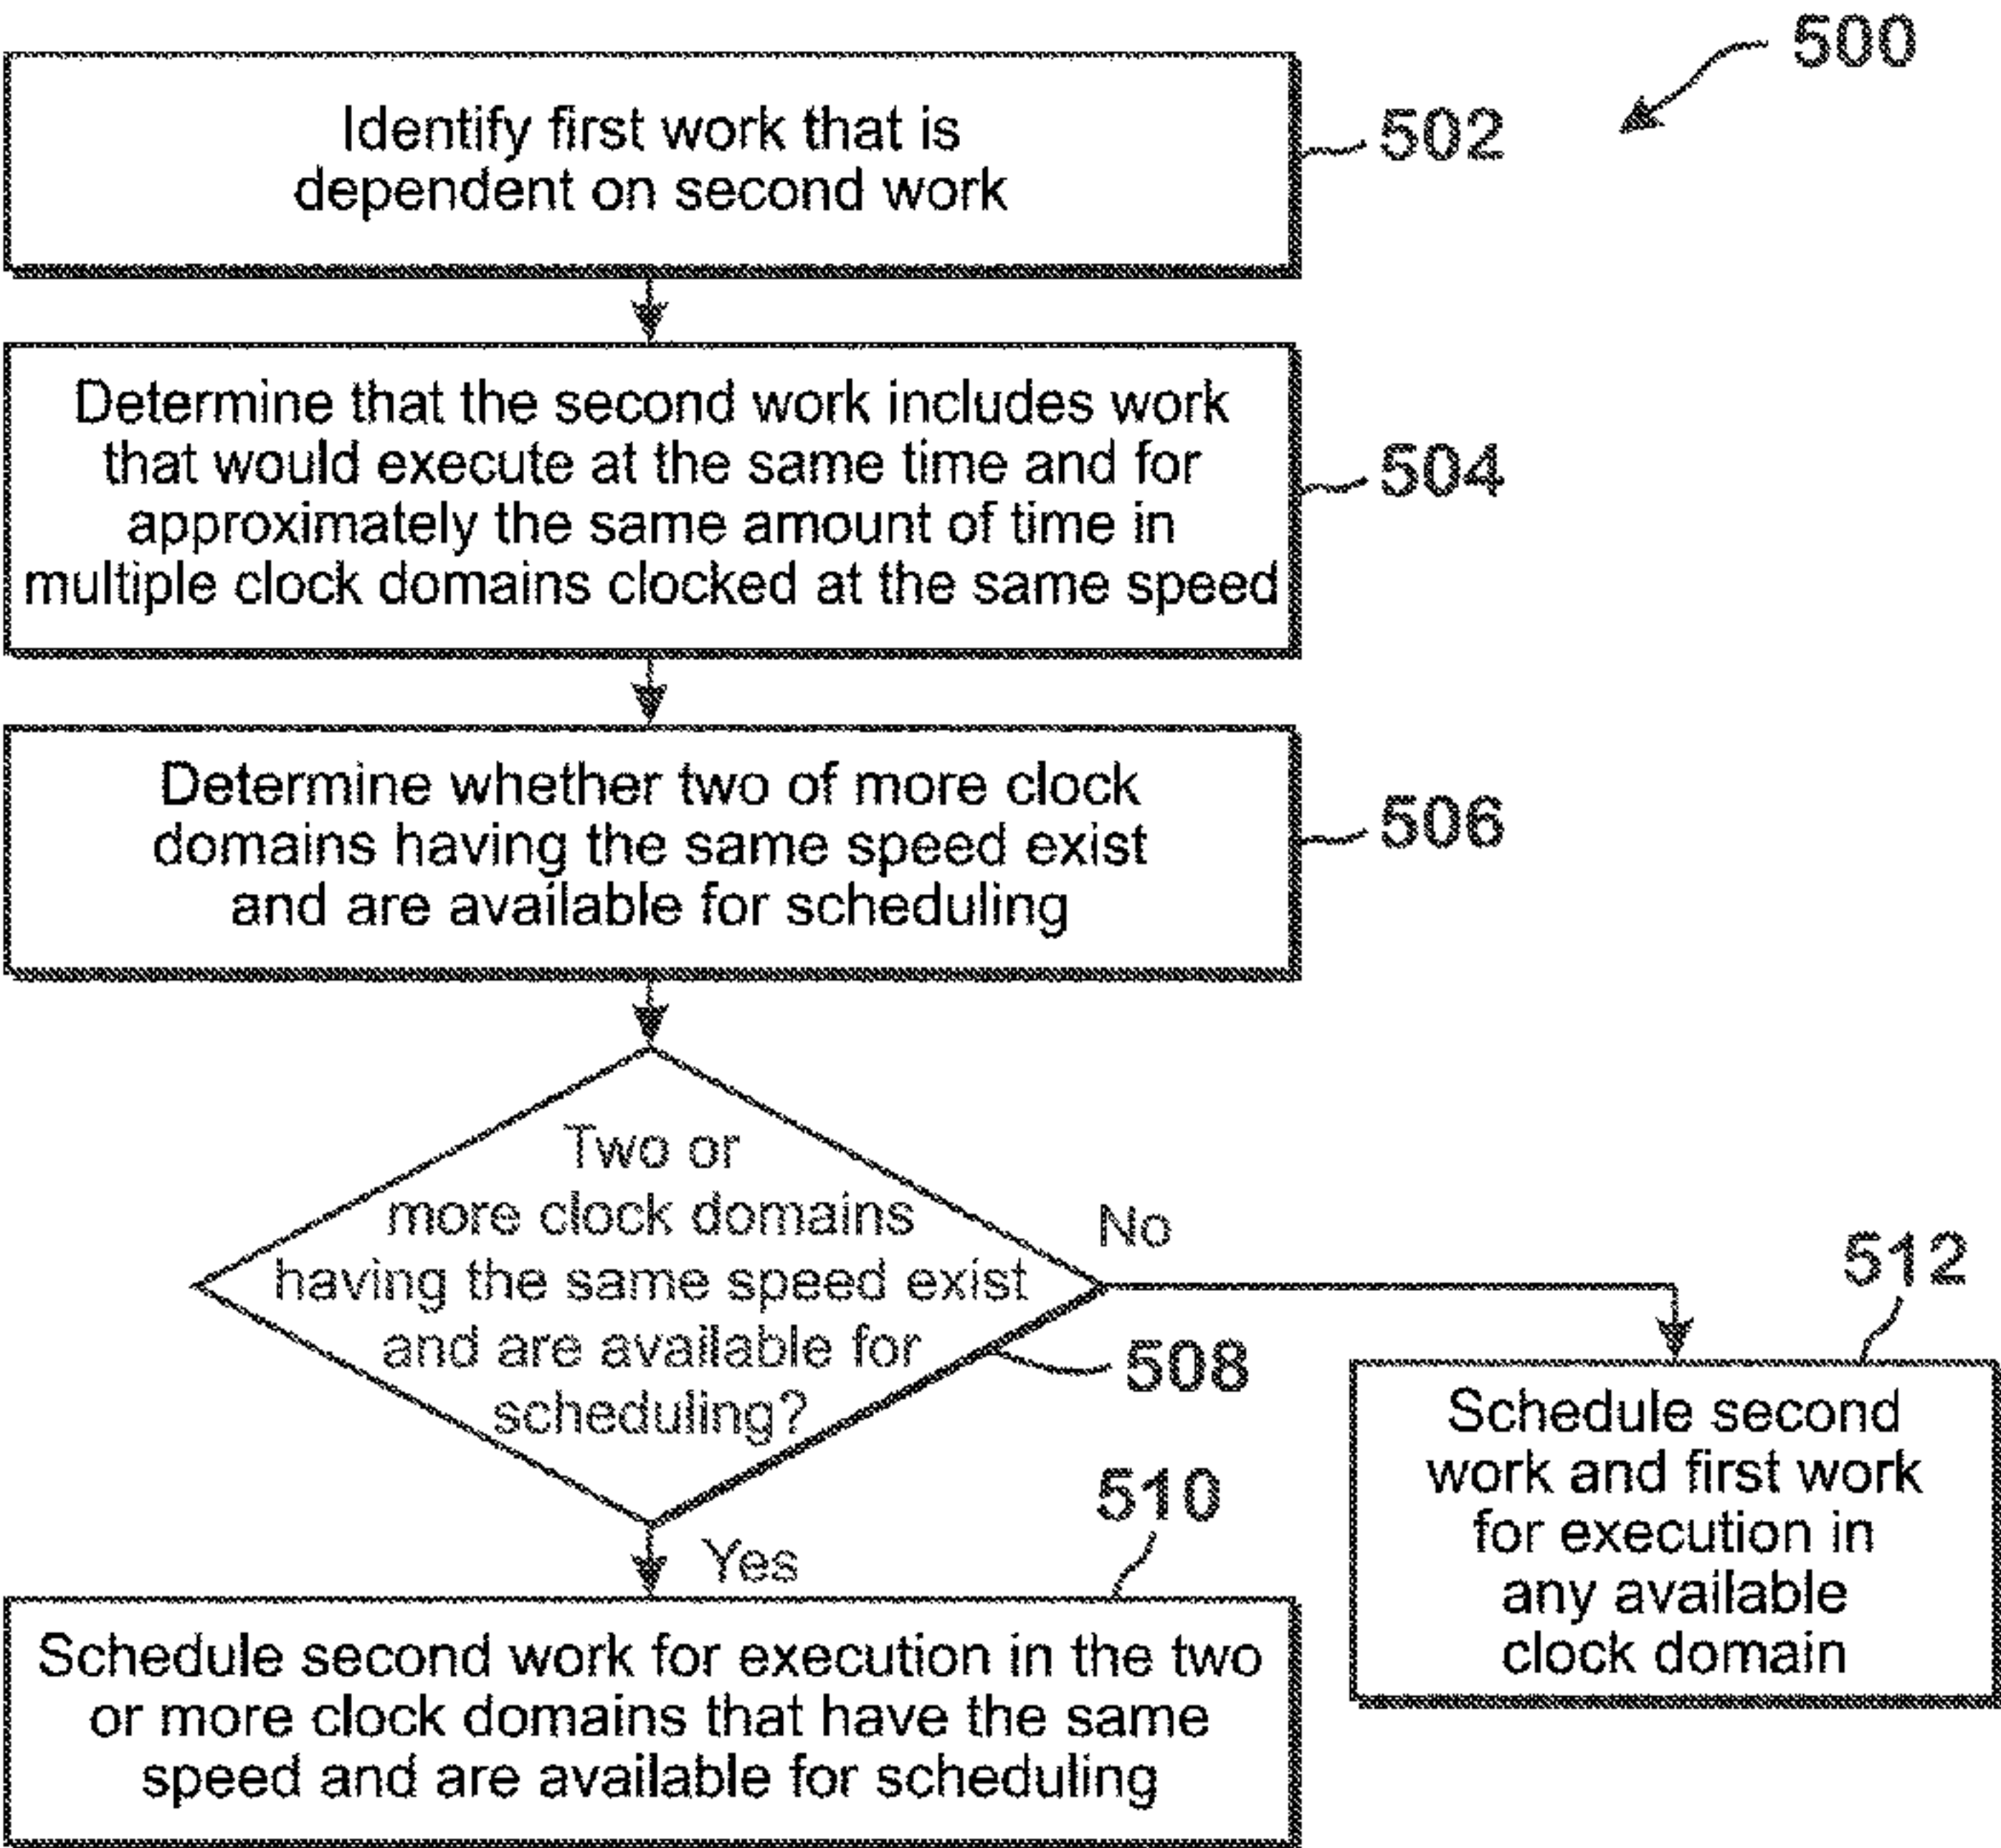 500
Identify first work that is
dependent on second work
502
Determine that the second work includes work
that would execute at the same time and for
approximately the same amount of time in
multiple clock domains clocked at the same speed
504
Determine whether two of more clock
domains having the same speed exist
and are available for scheduling
506
Two or
more clock domains
having the same speed exist
and are available for
scheduling?
No
508
512
Schedule second
work and first work
for execution in
any available
clock domain
Yes
510
Schedule second work for execution in the two
or more clock domains that have the same
speed and are available for scheduling